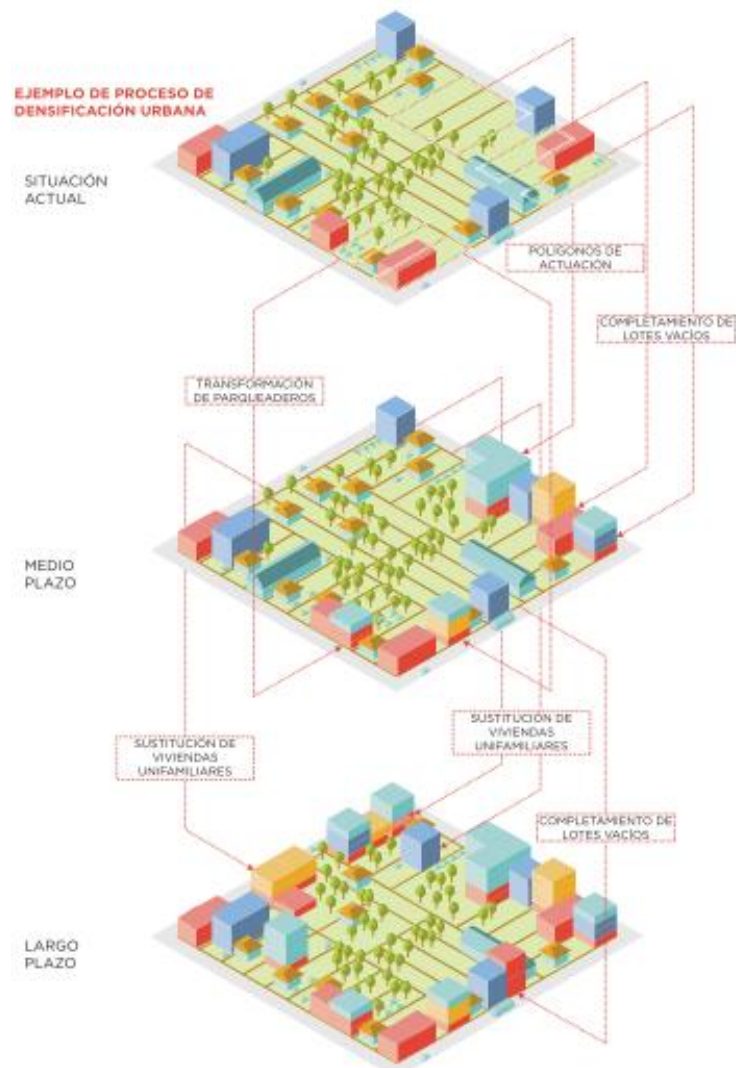 EJEMPLO DE PROCESO DE
DENSIFICACIÓN URBANA
SITUACIÓN
ACTUAL
POLÍGONOS DE
ACTUACIÓN
COMPLETAMIENTO DE
LOTES VACÍOS
TRANSFORMACIÓN
DE PARQUEADEROS
MEDIO
PLAZO
SUSTITUCIÓN DE
VIVIENDAS
UNIFAMILIARES
SUSTITUCIÓN DE
VIVIENDAS
UNIFAMILIARES
COMPLETAMIENTO DE
LOTES VACÍOS
LARGO
PLAZO